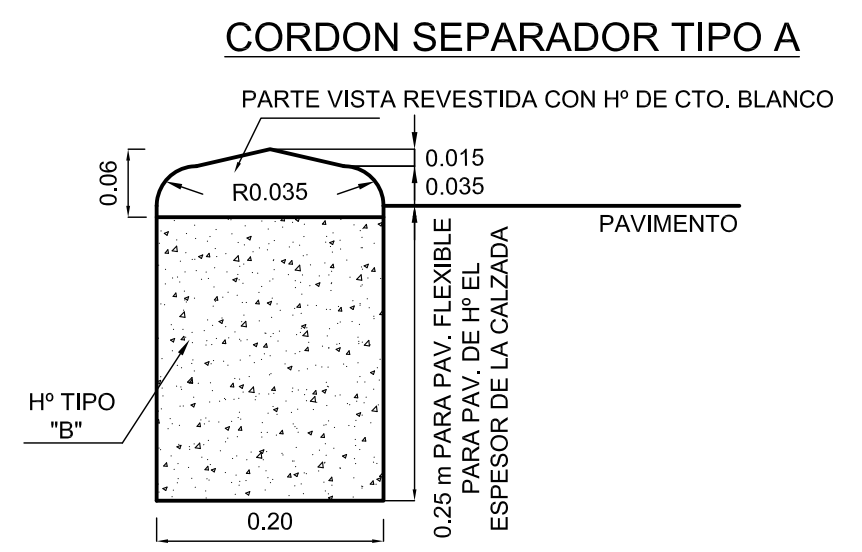 CORDON SEPARADOR TIPO A
PARTE VISTA REVESTIDA CON Hº DE CTO. BLANCO
0.06
R0.035
0.015
0.035
PAVIMENTO
0.25 m PARA PAV. FLEXIBLE
PARA PAV. DE Hº EL
ESPESOR DE LA CALZADA
Hº TIPO
"B"
0.20